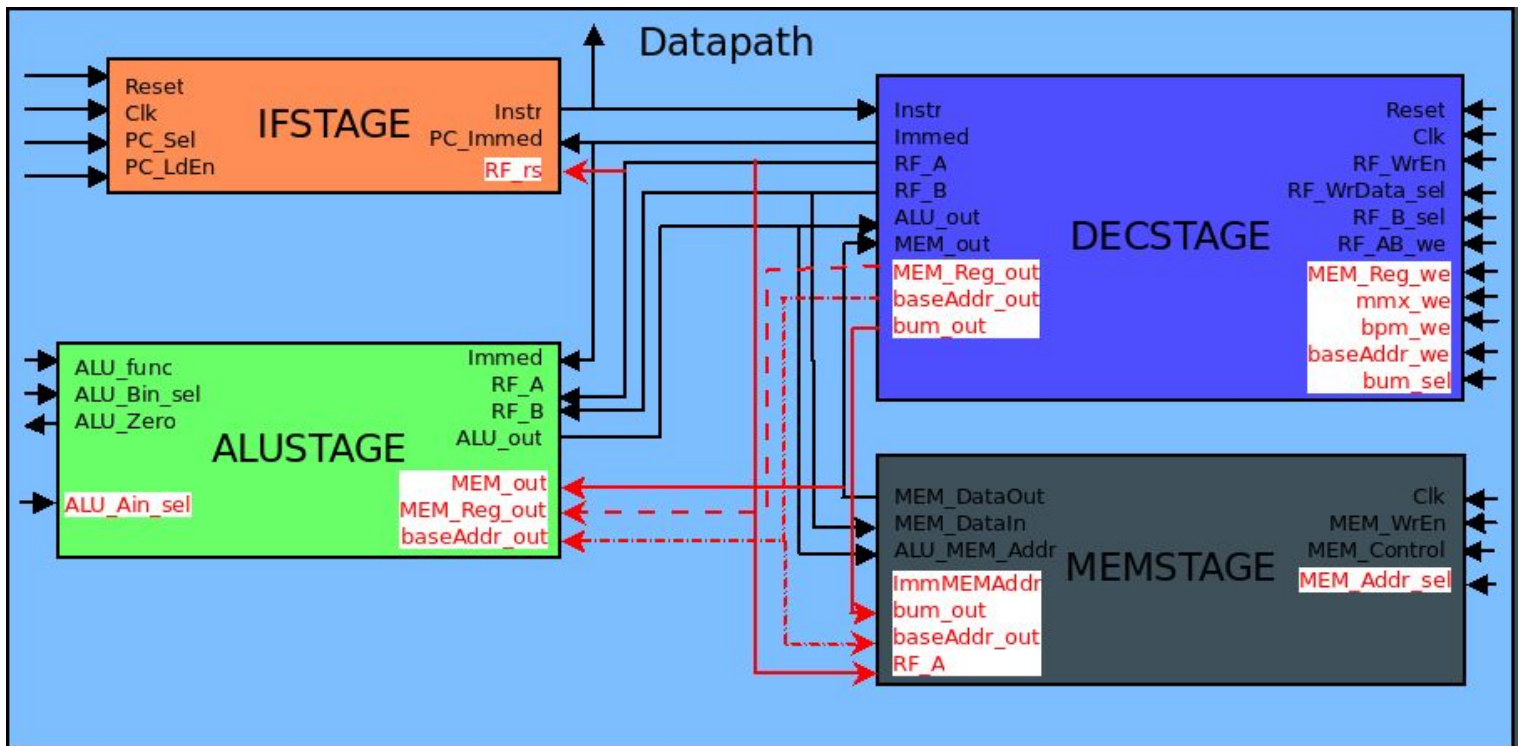 Datapath
IFSTAGE
Reset
Clk
PC_Sel
PC_LdEn
Instr
PC_Immed
RF_rs
DECSTAGE
Instr
Immed
RF_A
RF_B
ALU_out
MEM_out
MEM_Reg_out
baseAddr_out
bum_out
Reset
Clk
RF_WrEn
RF_WrData_sel
RF_B_sel
RF_AB_we
MEM_Reg_we
mmx_we
bpm_we
baseAddr_we
bum_sel
ALUSTAGE
ALU_func
ALU_Bin_sel
ALU_Zero
ALU_Ain_sel
Immed
RF_A
RF_B
ALU_out
MEM_out
MEM_Reg_out
baseAddr_out
MEMSTAGE
MEM_DataOut
MEM_DataIn
ALU_MEM_Addr
ImmMEMAddr
bum_out
baseAddr_out
RF_A
Clk
MEM_WrEn
MEM_Control
MEM_Addr_sel